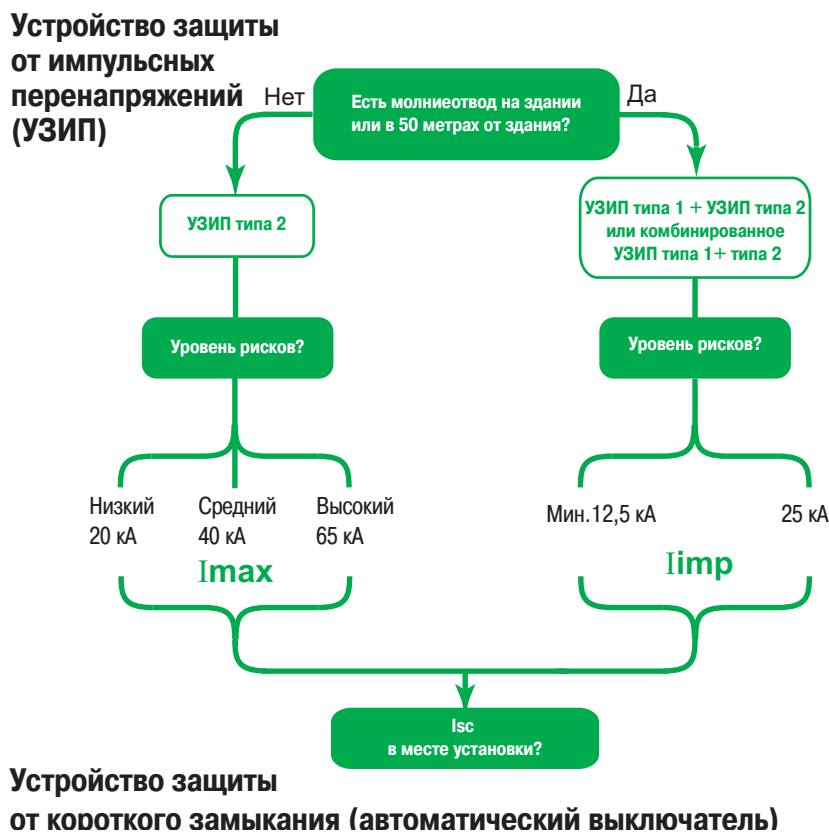 Устройство защиты
от импульсных
перенапряжений
(УЗИП)
Нет
Есть молниеотвод на здании
или в 50 метрах от здания?
Да
УЗИП типа 2
УЗИП типа 1 + УЗИП типа 2
или комбинированное
УЗИП типа 1+ типа 2
Уровень рисков?
Уровень рисков?
Низкий
20 кА
Средний
40 кА
Высокий
65 кА
Imax
Мин.12,5 кА
25 кА
Iimp
Isc
в месте установки?
Устройство защиты
от короткого замыкания (автоматический выключатель)